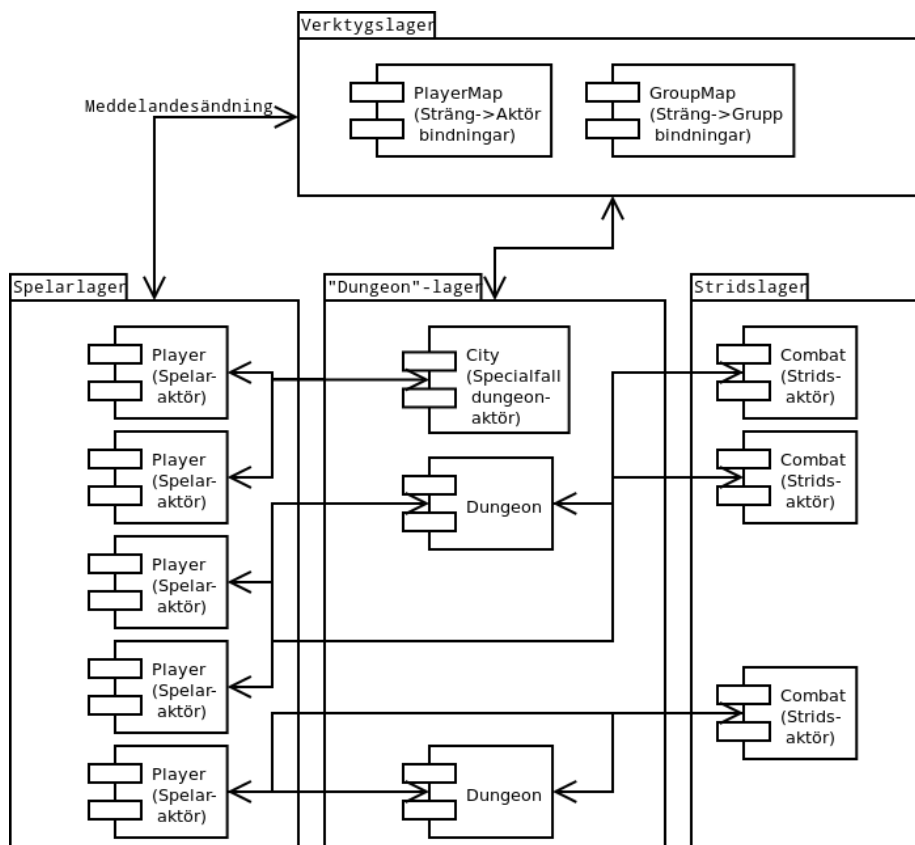 Verktygslager
PlayerMap
(Sträng->Aktör
bindningar)
GroupMap
(Sträng->Grupp
bindningar)
Meddelandesändning
Spelarlager
Player
(Spelar-
aktör)
Player
(Spelar-
aktör)
Player
(Spelar-
aktör)
Player
(Spelar-
aktör)
Player
(Spelar-
aktör)
"Dungeon"-lager
City
(Specialfall
dungeon-
aktör)
Dungeon
Dungeon
Stridslager
Combat
(Strids-
aktör)
Combat
(Strids-
aktör)
Combat
(Strids-
aktör)